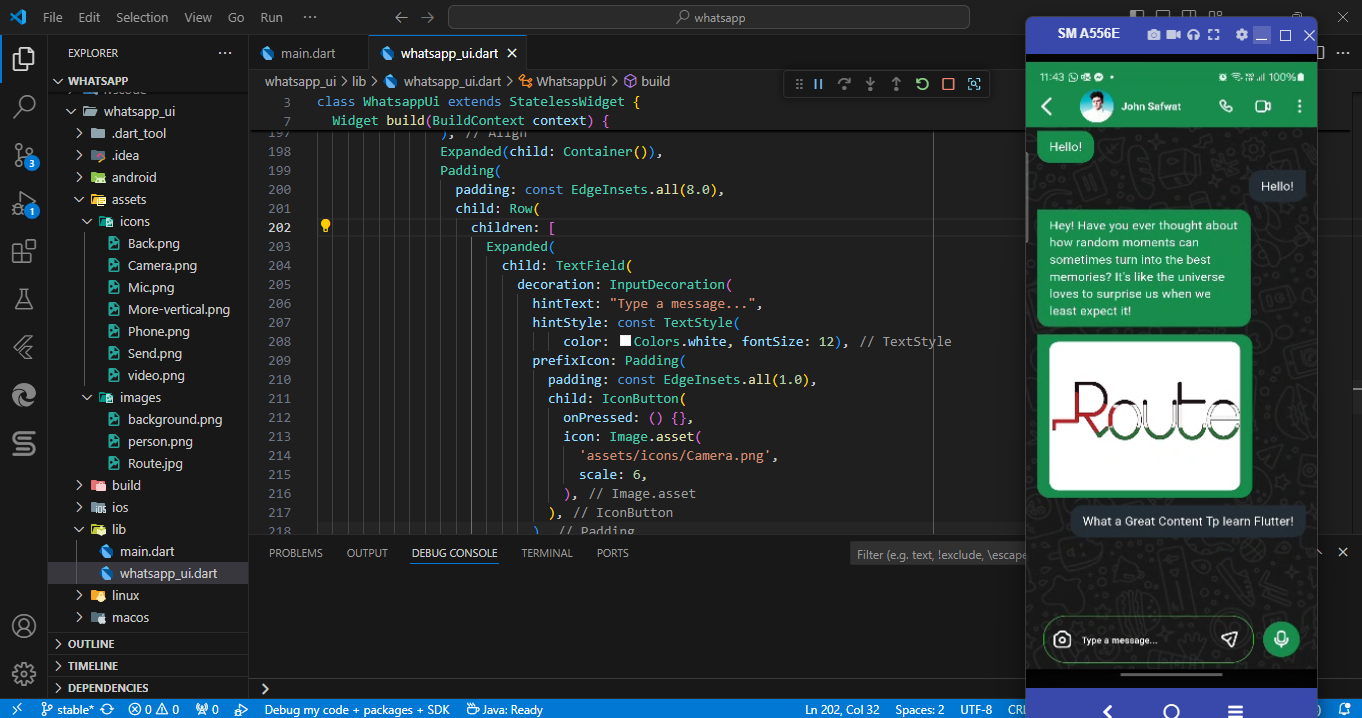 File Edit Selection View Go Run ···
whatsapp
EXPLORER
WHATSAPP
whatsapp_ui
.dart_tool
.idea
android
assets
icons
Back.png
Camera.png
Mic.png
More-vertical.png
Phone.png
Send.png
video.png
images
background.png
person.png
Route.jpg
build
ios
lib
main.dart
whatsapp_ui.dart
linux
macos
OUTLINE
TIMELINE
DEPENDENCIES
3
1
main.dart
whatsapp_ui.dart
whatsapp_ui > lib > whatsapp_ui.dart > WhatsappUi > build
3 class WhatsappUi extends StatelessWidget {
7 Widget build(BuildContext context) {
197 ), // Align
198 Expanded(child: Container()),
199 Padding(
200 padding: const EdgeInsets.all(8.0),
201 child: Row(
202 children: [
203 Expanded(
204 child: TextField(
205 decoration: InputDecoration(
206 hintText: "Type a message...",
207 hintStyle: const TextStyle(
208 color: Colors.white, fontSize: 12), // TextStyle
209 prefixIcon: Padding(
210 padding: const EdgeInsets.all(1.0),
211 child: IconButton(
212 onPressed: () {},
213 icon: Image.asset(
214 'assets/icons/Camera.png',
215 scale: 6,
216 ), // Image.asset
217 ), // IconButton
218 ), // Padding
PROBLEMS OUTPUT DEBUG CONSOLE TERMINAL PORTS
Filter (e.g. text, !exclude, \escape
stable* 0 0 0 Debug my code + packages + SDK Java: Ready
Ln 202, Col 32 Spaces: 2 UTF-8 CRL
SM A556E
11:43 100%
John Safwat
Hello!
Hello!
Hey! Have you ever thought about
how random moments can
sometimes turn into the best
memories? It's like the universe
loves to surprise us when we
least expect it!
Route
What a Great Content Tp learn Flutter!
Type a message...